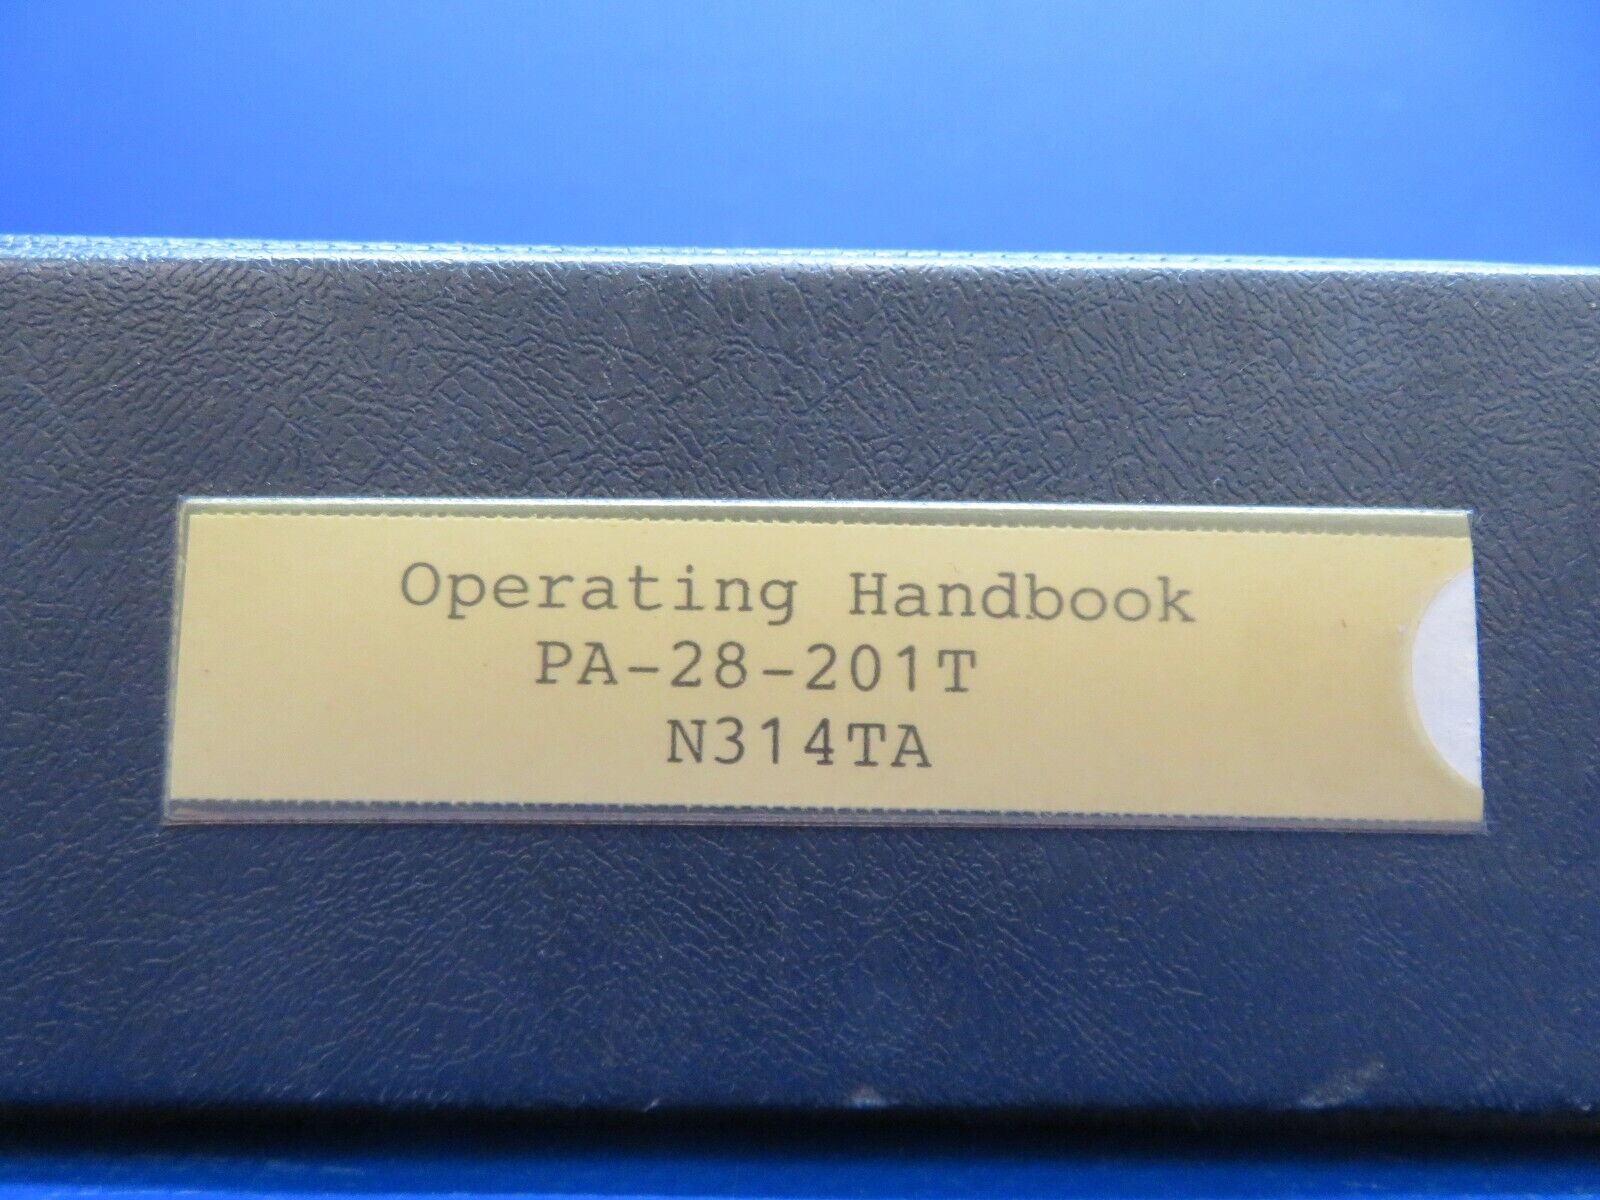 Operating Handbook
PA-28-201T
N314TA